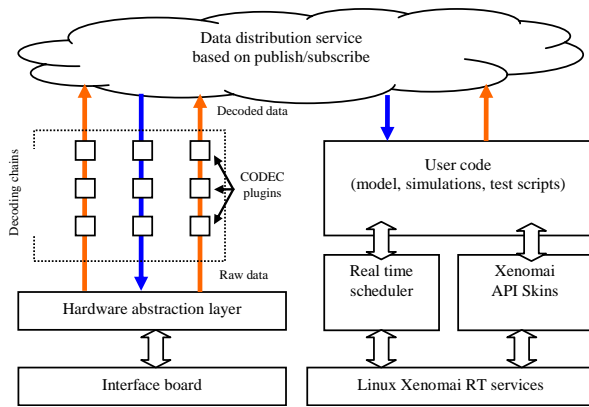 Data distribution service
based on publish/subscribe
Decoded data
Decoding chains
CODEC
plugins
Raw data
Hardware abstraction layer
Interface board
User code
(model, simulations, test scripts)
Real time
scheduler
Xenomai
API Skins
Linux Xenomai RT services